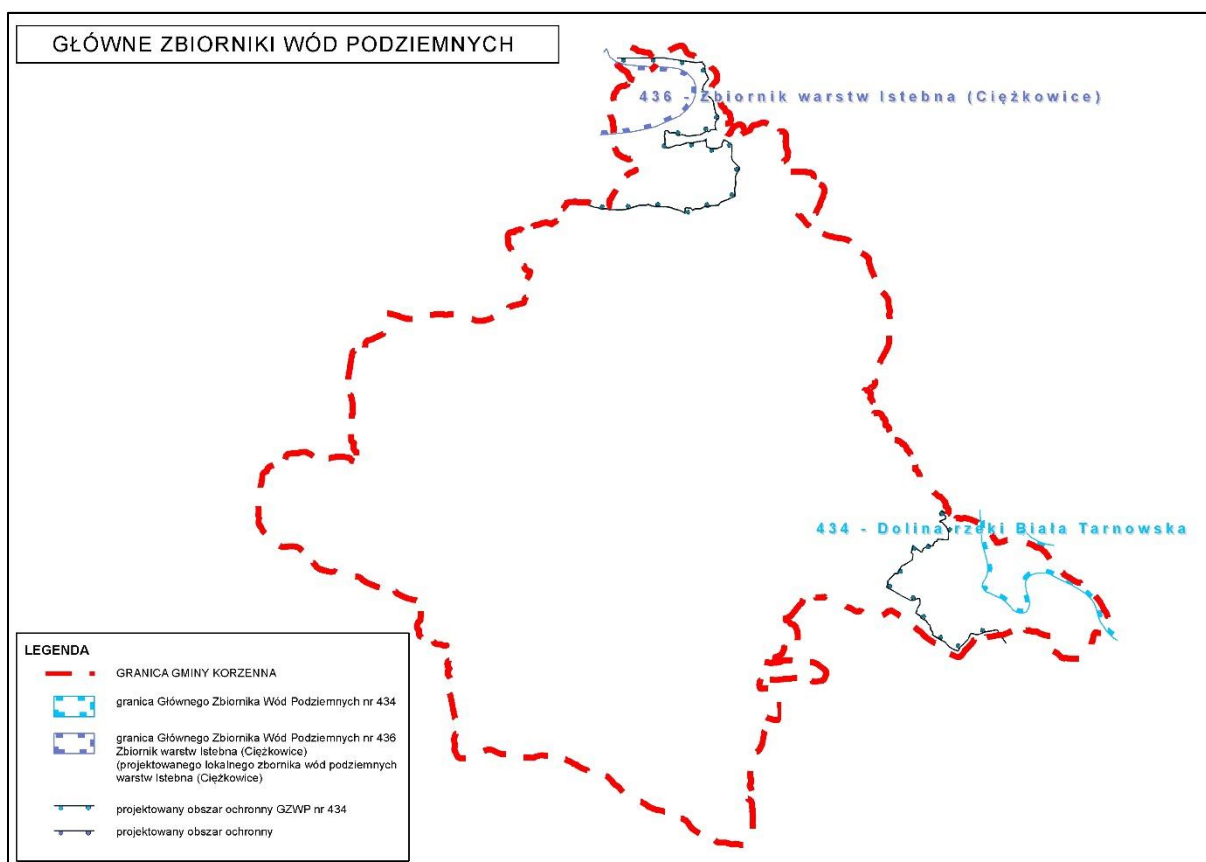 GŁÓWNE ZBIORNIKI WÓD PODZIEMNYCH
436 - Zbiornik warstw Istebna (Ciężkowice)
434 - Dolina rzeki Biała Tarnowska
LEGENDA
GRANICA GMINY KORZENNA
granica Głównego Zbiornika Wód Podziemnych nr 434
granica Głównego Zbiornika Wód Podziemnych nr 436
Zbiornik warstw Istebna (Ciężkowice)
(projektowanego lokalnego zbornika wód podziemnych
warstw Istebna (Ciężkowice)
projektowany obszar ochronny GZWP nr 434
projektowany obszar ochronny